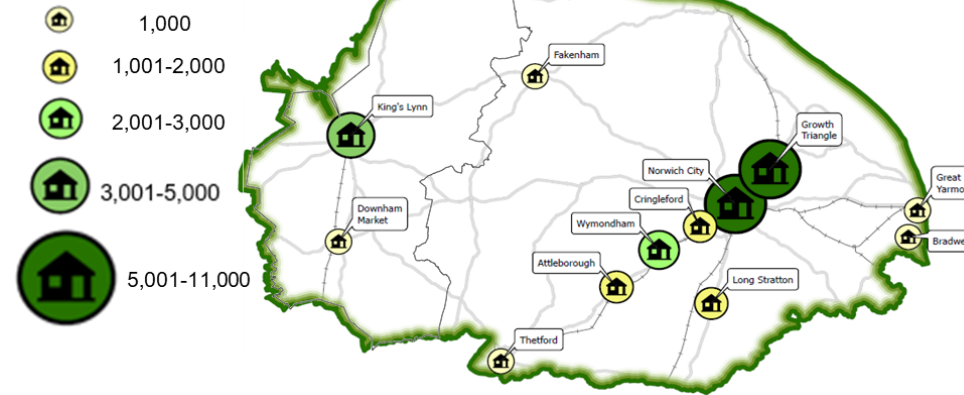 1,000
1,001-2,000
2,001-3,000
3,001-5,000
5,001-11,000
Fakenham
King's Lynn
Growth
Triangle
Norwich City
Great
Cringleford
Downham
Market
Wymondham
Bradwe
Attleborough
Long Stratton
Thetford